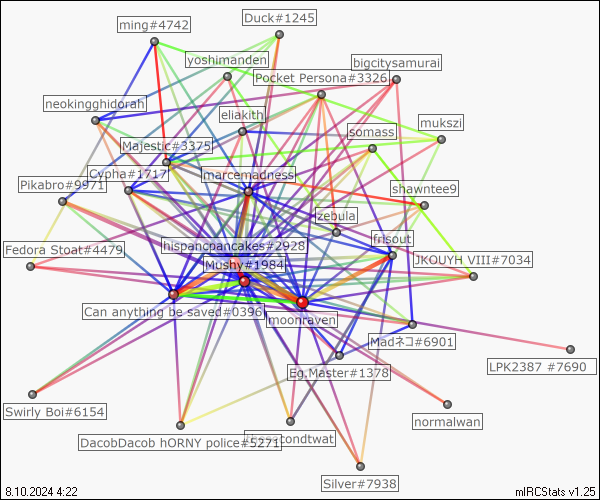 Duck#1245
ming#4742
yoshimanden
bigcitysamurai
Pocket Persona#3326
neokingghidorah
eliakith
mukszi
somass
Majestic#3375
Cypha#1717
marcemadness
Pikabro#9971
shawntee9
zebula
frisout
hispancpancakes#2928
Fedora Stoat#4479
Mushy#1984
JKOUYH VIII#7034
Can anything be saved#0396
moonraven
Madネコ#6901
LPK2387 #7690
Eg.Master#1378
Swirly Boi#6154
normalwan
DacobDacob hORNY police#5271
Silver#7938
8.10.2024 4:22
mIRCStats v1.25